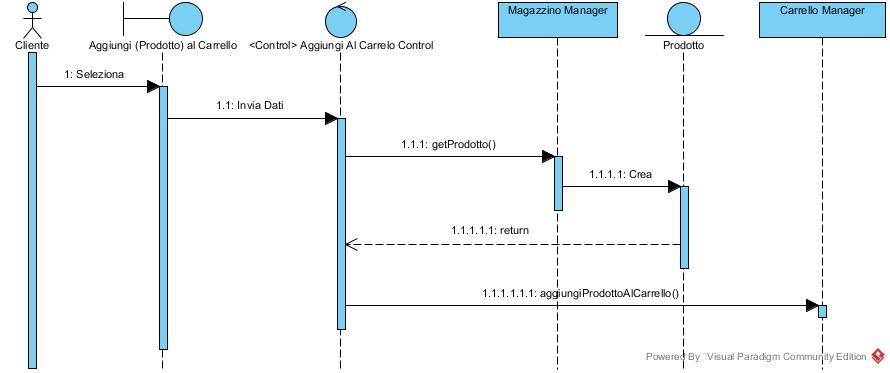 Magazzino Manager
Carrello Manager
Cliente
Aggiungi (Prodotto) al Carrello
<Control> Aggiungi Al Carrelo Control
Prodotto
1: Seleziona
1.1: Invia Dati
1.1.1: getProdotto()
1.1.1.1: Crea
1.1.1.1.1: return
1.1.1.1.1.1: aggiungiProdottoAlCarrello()
Powered By Visual Paradigm Community Edition